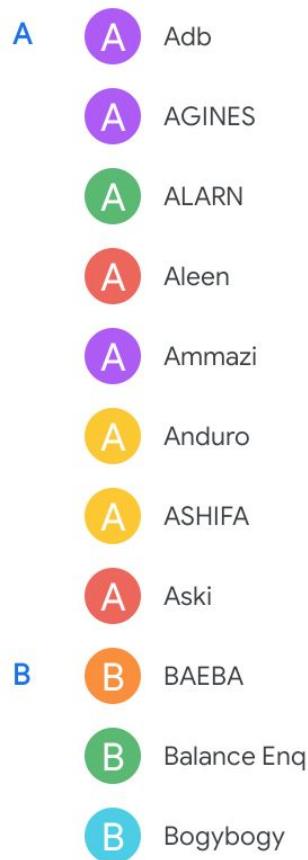 A A Adb
A AGINES
A ALARN
A Aleen
A Ammazi
A Anduro
A ASHIFA
A Aski
B B BAEBA
B Balance Enq
B Bogybogy